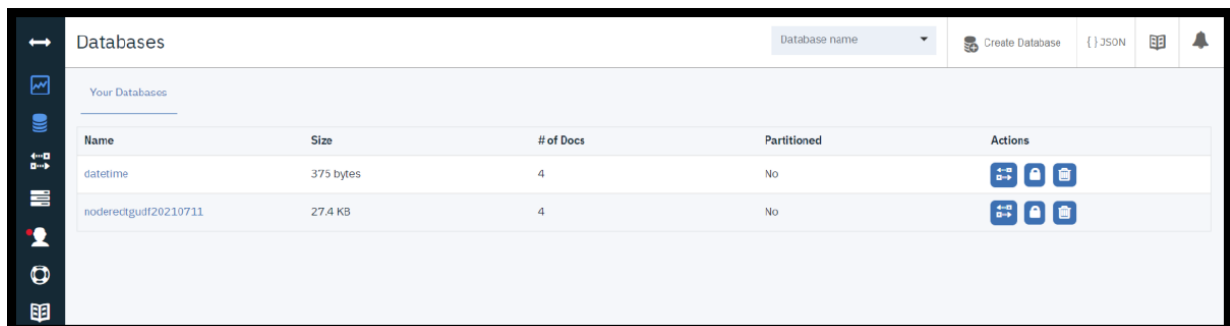 Databases
Database name
Create Database
{ } JSON
Your Databases
Name Size # of Docs Partitioned Actions
datetime 375 bytes 4 No
noderedtgudf20210711 27.4 KB 4 No